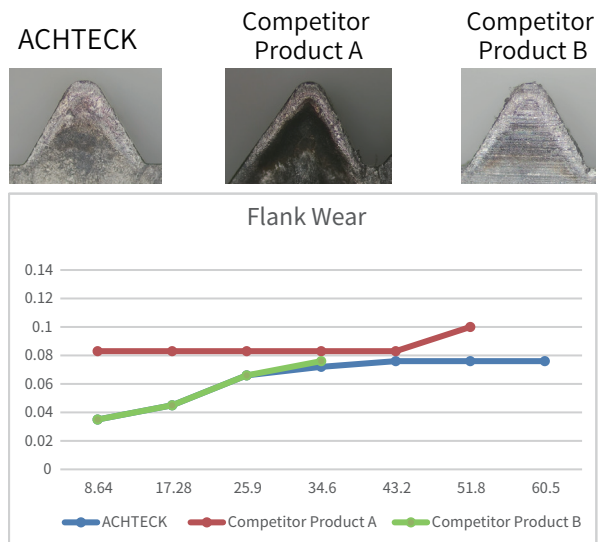 ACHTECK
Competitor
Product A
Competitor
Product B
Flank Wear
0.14
0.12
0.1
0.08
0.06
0.04
0.02
0
8.64 17.28 25.9 34.6 43.2 51.8 60.5
ACHTECK Competitor Product A Competitor Product B